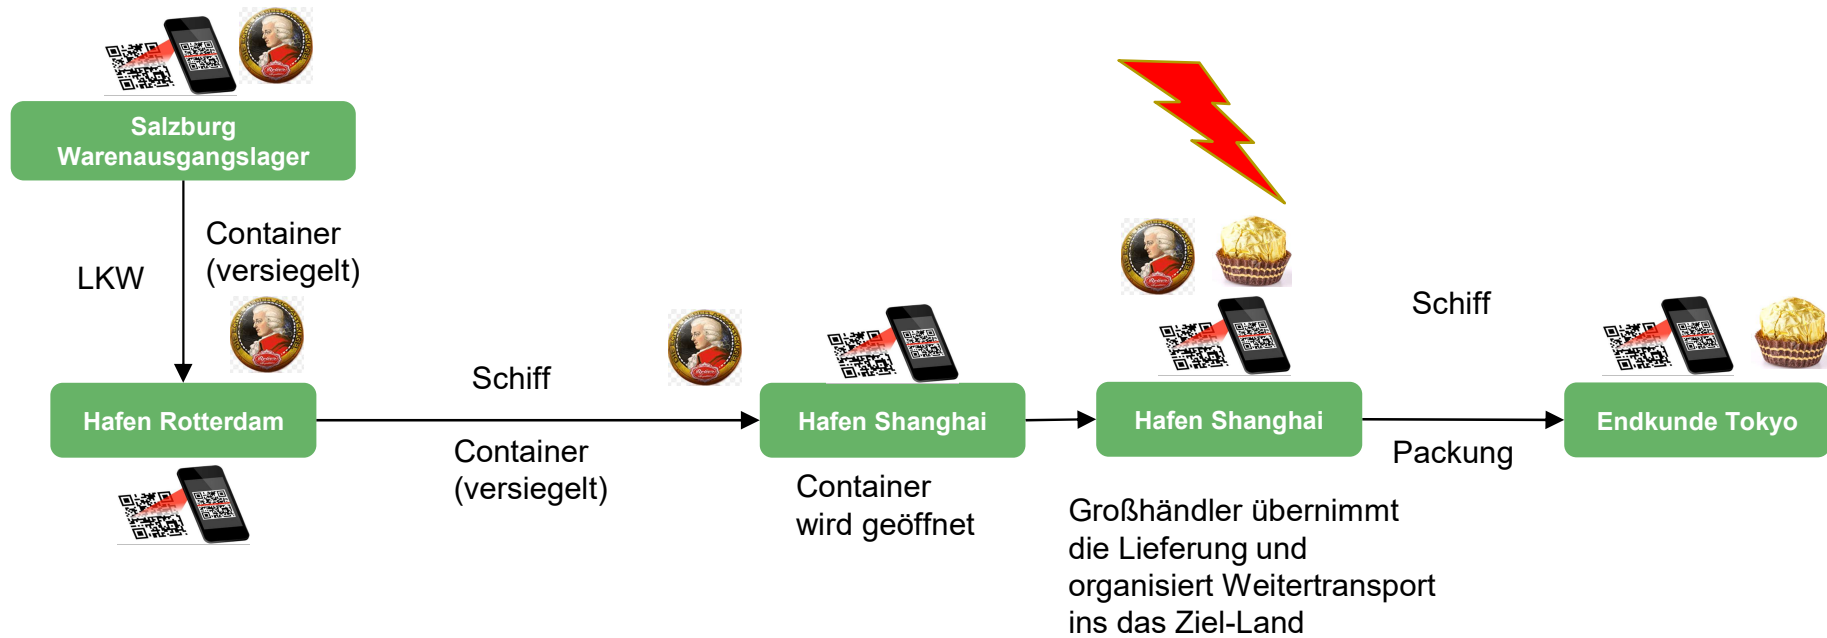 Salzburg
Warenausgangslager
LKW
Container
(versiegelt)
Hafen Rotterdam
Schiff
Container
(versiegelt)
Hafen Shanghai
Container
wird geöffnet
Hafen Shanghai
Großhändler übernimmt
die Lieferung und
organisiert Weitertransport
ins das Ziel-Land
Schiff
Packung
Endkunde Tokyo